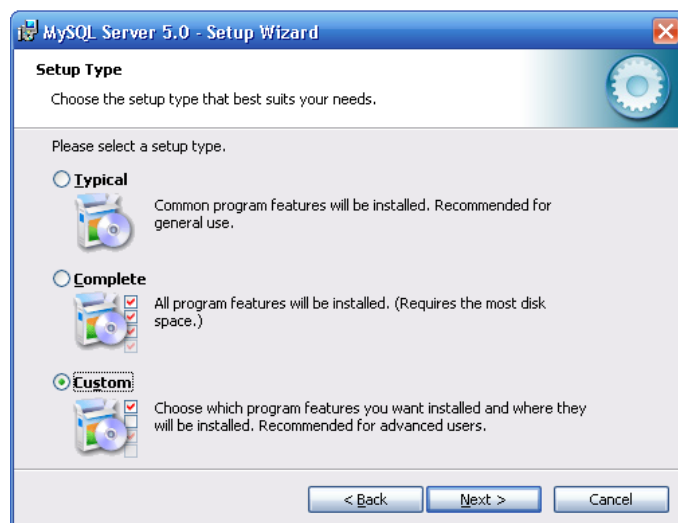 MySQL Server 5.0 - Setup Wizard
Setup Type
Choose the setup type that best suits your needs.
Please select a setup type.
Typical
Common program features will be installed. Recommended for
general use.
Complete
All program features will be installed. (Requires the most disk
space.)
Custom
Choose which program features you want installed and where they
will be installed. Recommended for advanced users.
< Back
Next >
Cancel